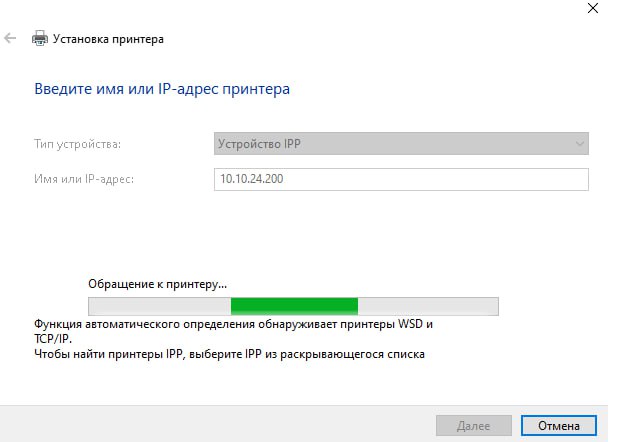 Установка принтера
Введите имя или IP-адрес принтера
Тип устройства:
Устройство IPP
Имя или IP-адрес:
10.10.24.200
Обращение к принтеру...
Функция автоматического определения обнаруживает принтеры WSD и
TCP/IP.
Чтобы найти принтеры IPP, выберите IPP из раскрывающегося списка
Далее
Отмена